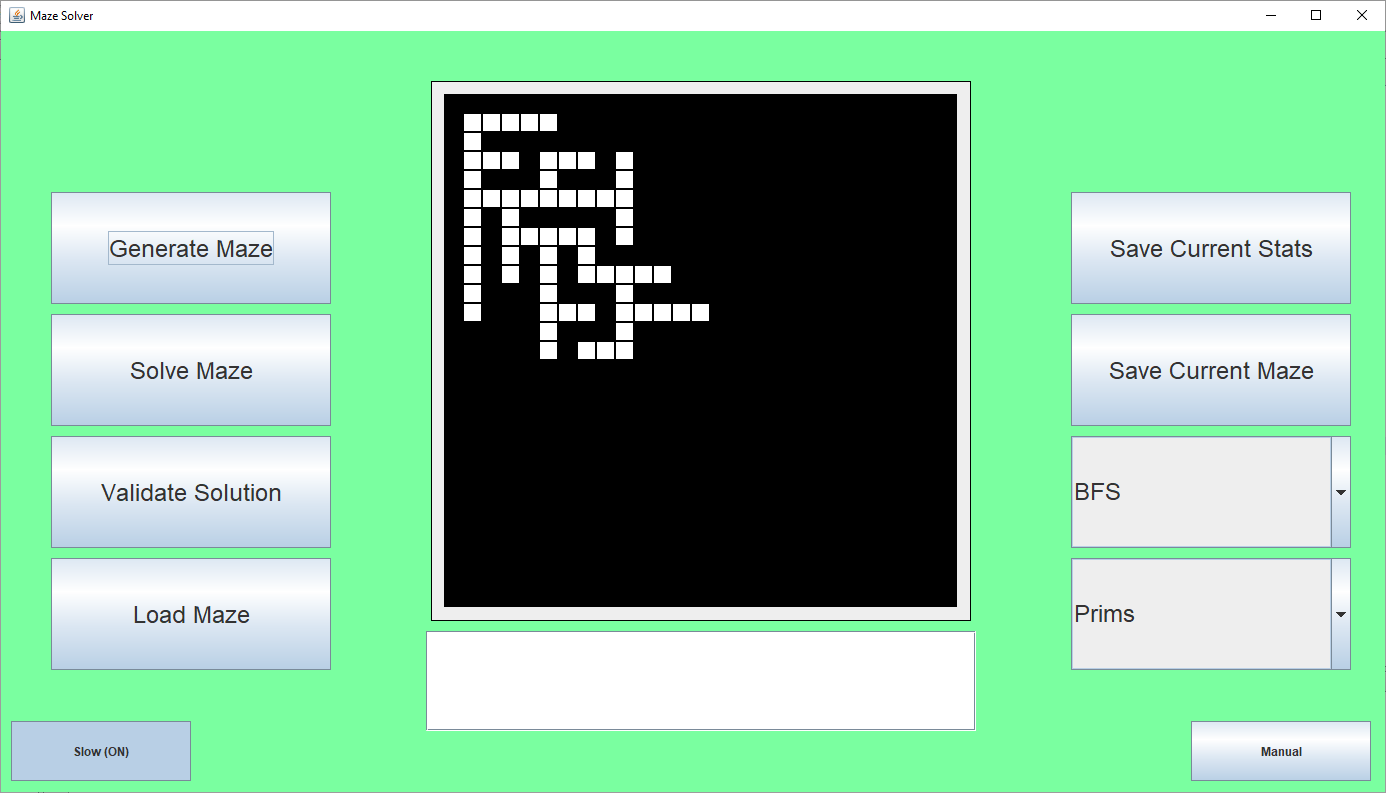 Maze Solver
Generate Maze
Solve Maze
Validate Solution
Load Maze
Slow (ON)
Save Current Stats
Save Current Maze
BFS
Prims
Manual